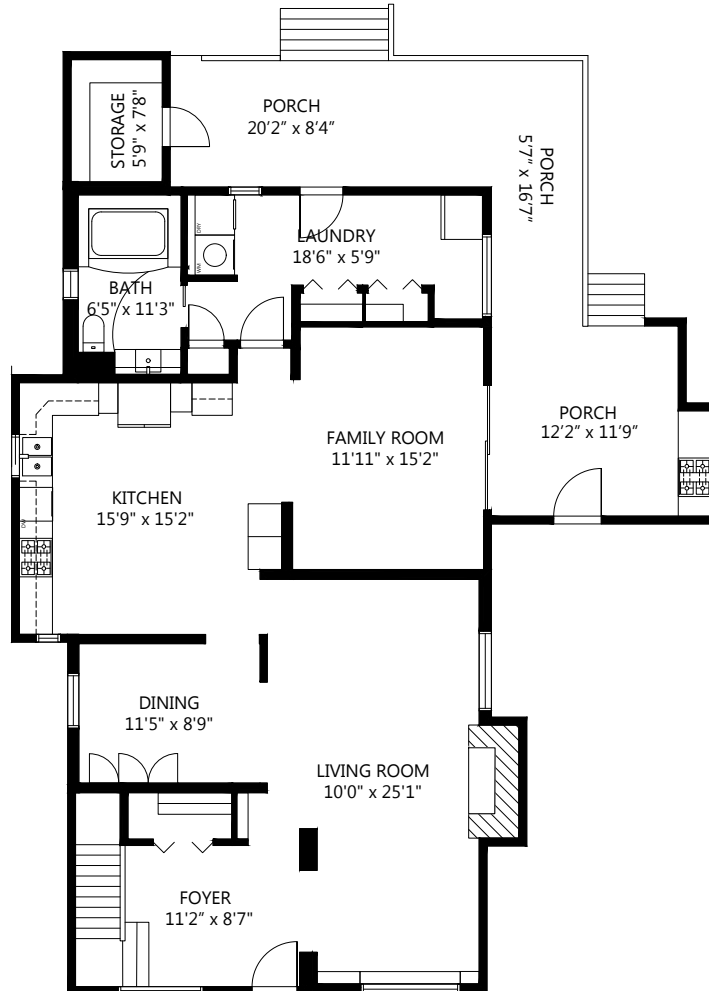 PORCH
20'2" x 8'4"
STORAGE
5'9" x 7'8"
PORCH
5'7" x 16'7"
DRY
WM
LAUNDRY
18'6" x 5'9"
BATH
6'5" x 11'3"
PORCH
12'2" x 11'9"
FAMILY ROOM
11'11" x 15'2"
KITCHEN
15'9" x 15'2"
DW
DINING
11'5" x 8'9"
LIVING ROOM
10'0" x 25'1"
FOYER
11'2" x 8'7"